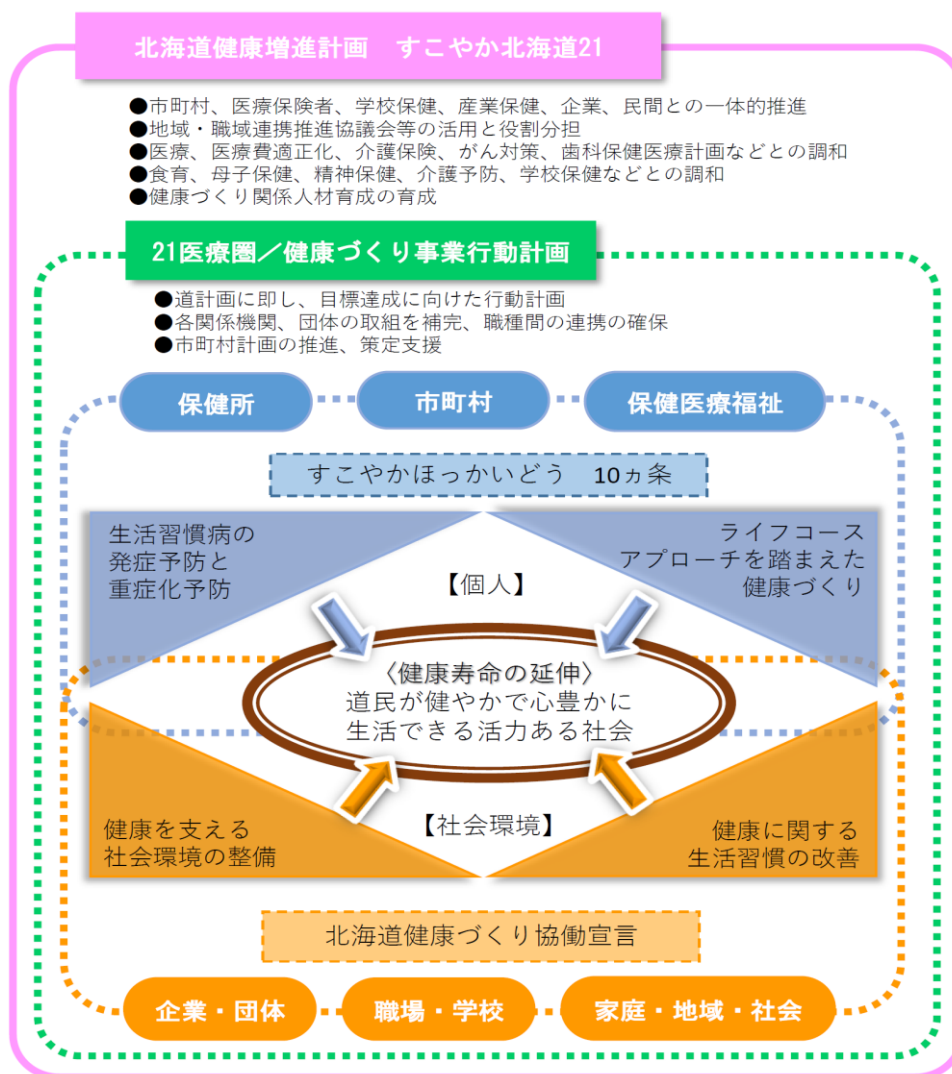 北海道健康増進計画　すこやか北海道21
●市町村、医療保険者、学校保健、産業保健、企業、民間との一体的推進
●地域・職域連携推進協議会等の活用と役割分担
●医療、医療費適正化、介護保険、がん対策、歯科保健医療計画などとの調和
●食育、母子保健、精神保健、介護予防、学校保健などとの調和
●健康づくり関係人材育成の育成
21医療圏／健康づくり事業行動計画
●道計画に即し、目標達成に向けた行動計画
●各関係機関、団体の取組を補完、職種間の連携の確保
●市町村計画の推進、策定支援
保健所
市町村
保健医療福祉
すこやかほっかいどう　10ヵ条
生活習慣病の
発症予防と
重症化予防
ライフコース
アプローチを踏まえた
健康づくり
【個人】
〈健康寿命の延伸〉
道民が健やかで心豊かに
生活できる活力ある社会
【社会環境】
健康を支える
社会環境の整備
健康に関する
生活習慣の改善
北海道健康づくり協働宣言
企業・団体
職場・学校
家庭・地域・社会